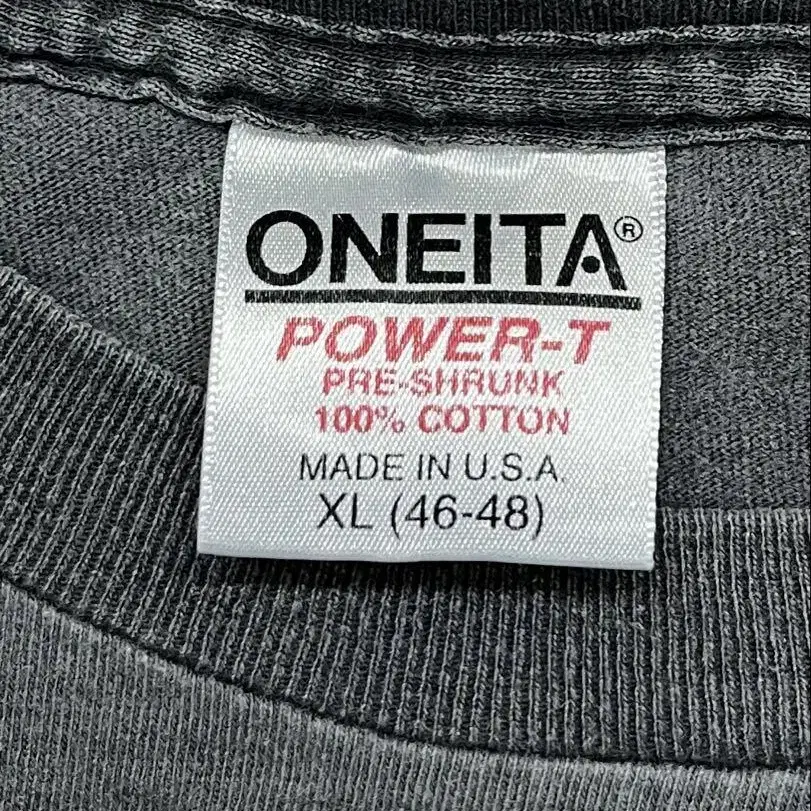 ONEITA®
POWER-T
PRE-SHRUNK
100% COTTON
MADE IN U.S.A.
XL (46-48)